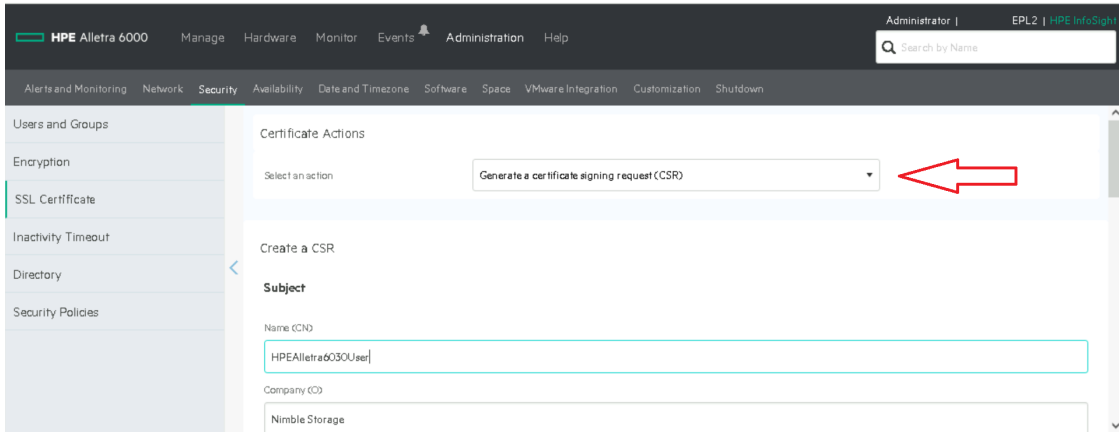 Administrator | EPL2 | HPE InfoSight
HPE Alletra 6000 Manage Hardware Monitor Events Administration Help
Search by Name
Alerts and Monitoring Network Security Availability Date and Timezone Software Space VMware Integration Customization Shutdown
Users and Groups
Encryption
SSL Certificate
Inactivity Timeout
Directory
Security Policies
Certificate Actions
Select an action Generate a certificate signing request (CSR)
Create a CSR
Subject
Name (CN)
HPEAlletra6030User
Company (O)
Nimble Storage